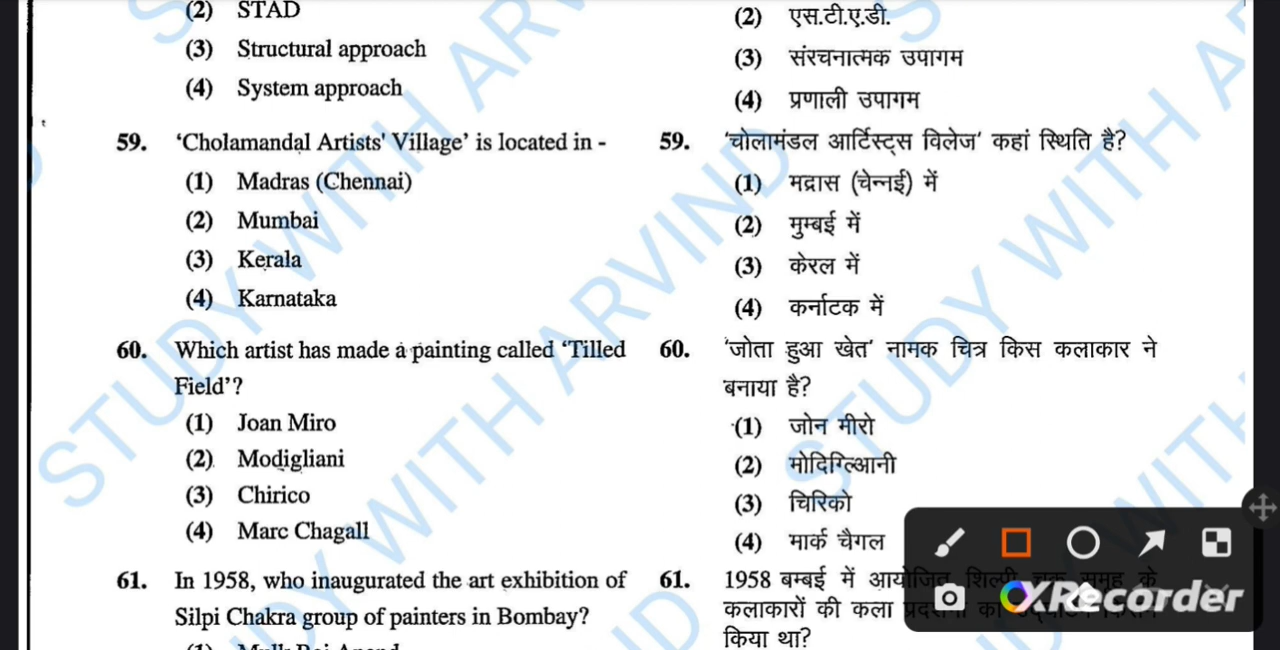 (2) STAD
(3) Structural approach
(4) System approach
59. ‘Cholamandal Artists' Village’ is located in -
(1) Madras (Chennai)
(2) Mumbai
(3) Kerala
(4) Karnataka
60. Which artist has made a painting called ‘Tilled
Field’?
(1) Joan Miro
(2) Modigliani
(3) Chirico
(4) Marc Chagall
61. In 1958, who inaugurated the art exhibition of
Silpi Chakra group of painters in Bombay?
(2) एस.टी.ए.डी.
(3) संरचनात्मक उपागम
(4) प्रणाली उपागम
59. ‘चोलामंडल आर्टिस्ट्स विलेज’ कहां स्थिति है?
(1) मद्रास (चेन्नई) में
(2) मुम्बई में
(3) केरल में
(4) कर्नाटक में
60. ‘जोता हुआ खेत’ नामक चित्र किस कलाकार ने
बनाया है?
(1) जोन मीरो
(2) मोदिग्लिआनी
(3) चिरिको
(4) मार्क चैगल
61. 1958 बम्बई में आयोजित शिल्पी चक्र समूह के
कलाकारों की कला
किया था?
STUDY WITH ARVIND
XRecorder